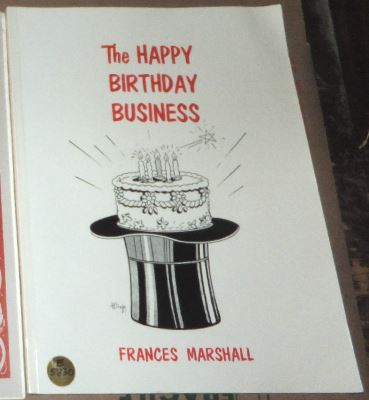 The HAPPY
BIRTHDAY
BUSINESS
FRANCES MARSHALL